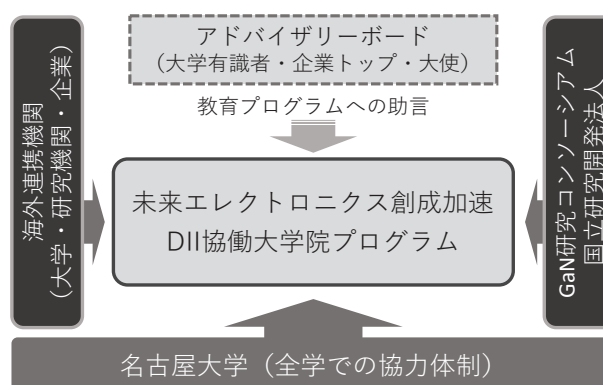 アドバイザリーボード
（大学有識者・企業トップ・大使）
教育プログラムへの助言
海外連携機関
（大学・研究機関・企業）
未来エレクトロニクス創成加速
DII協働大学院プログラム
GaN研究コンソーシアム
国立研究開発法人
名古屋大学（全学での協力体制）